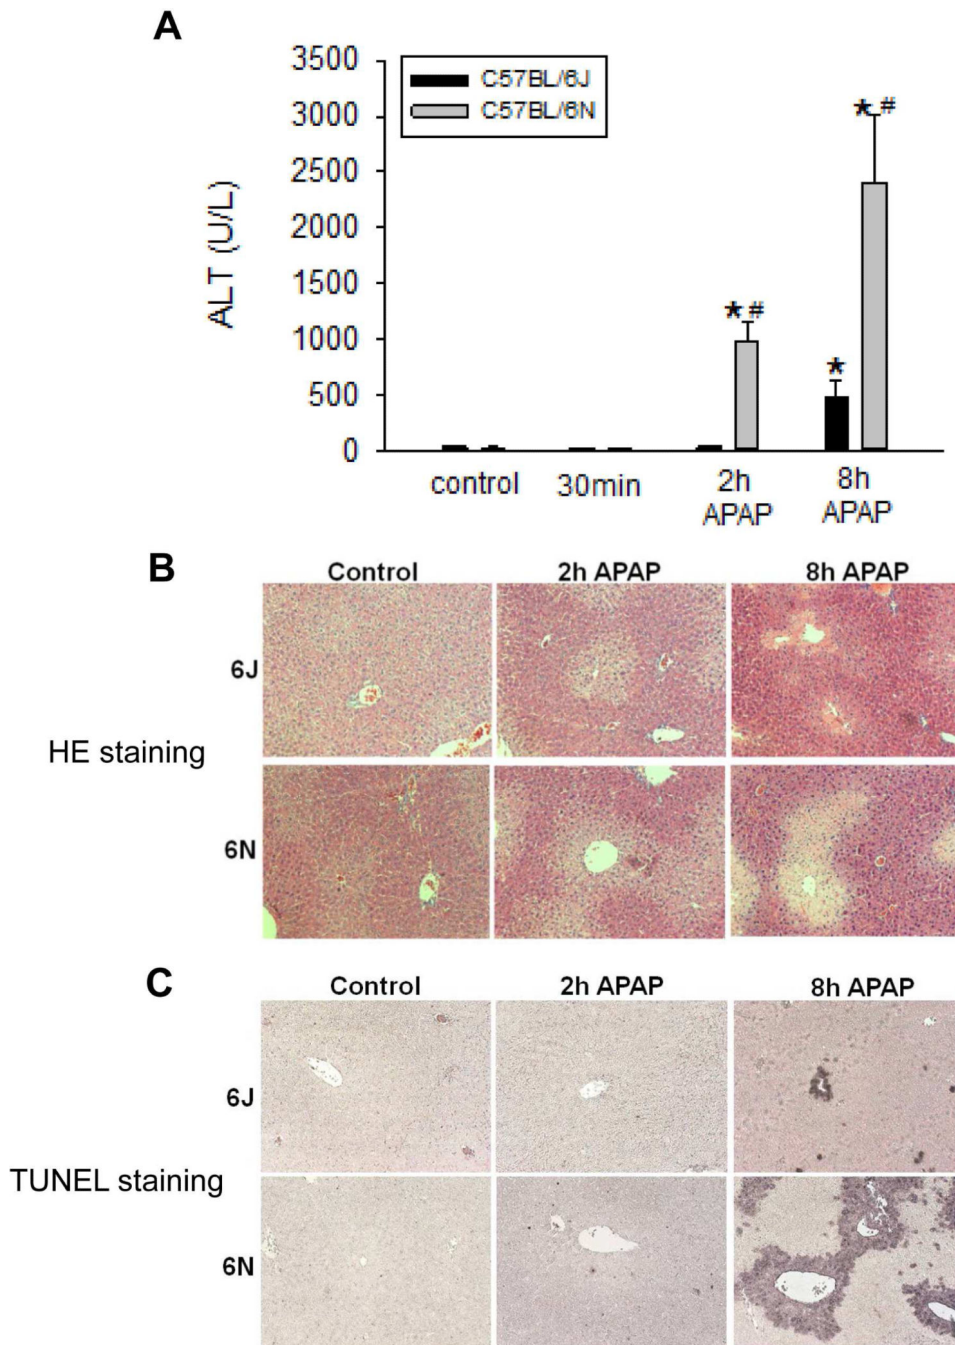 A
3500
3000
2500
2000
1500
1000
500
0
ALT (U/L)
C57BL/6J
C57BL/6N
* #
* #
*
control
30min
2h
APAP
8h
APAP
B
Control
2h APAP
8h APAP
6J
HE staining
6N
C
Control
2h APAP
8h APAP
6J
TUNEL staining
6N